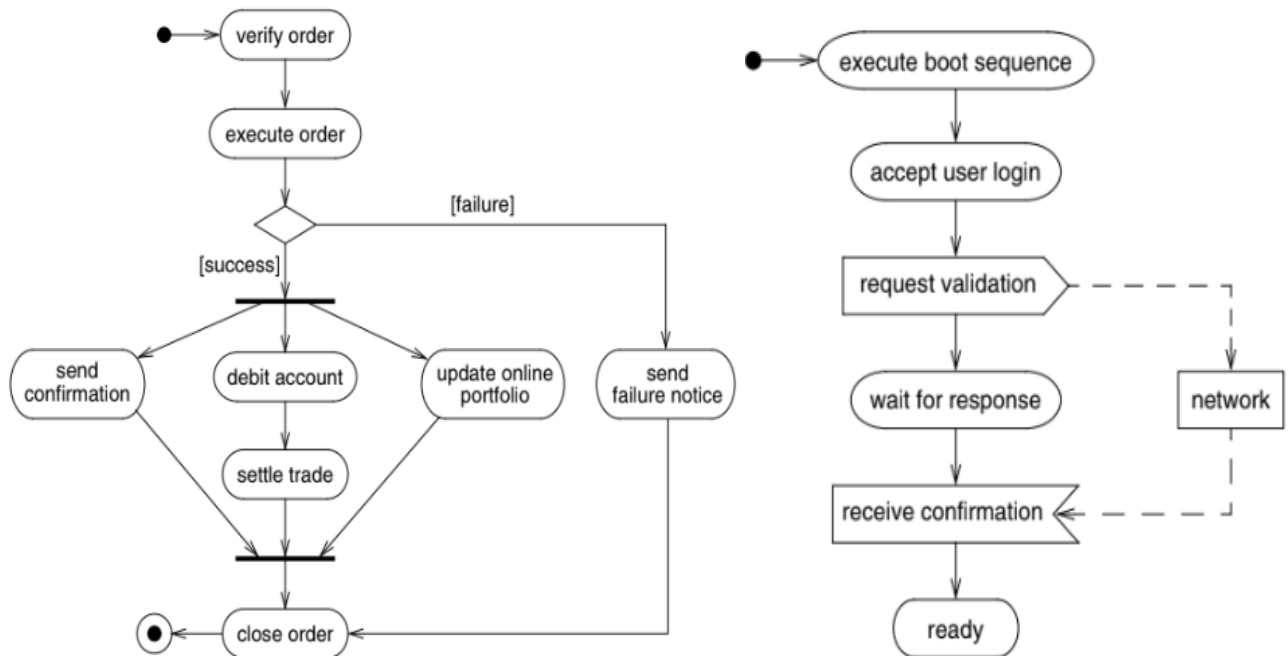 verify order
execute order
[failure]
[success]
send
confirmation
debit account
update online
portfolio
send
failure notice
settle trade
close order
execute boot sequence
accept user login
request validation
wait for response
network
receive confirmation
ready